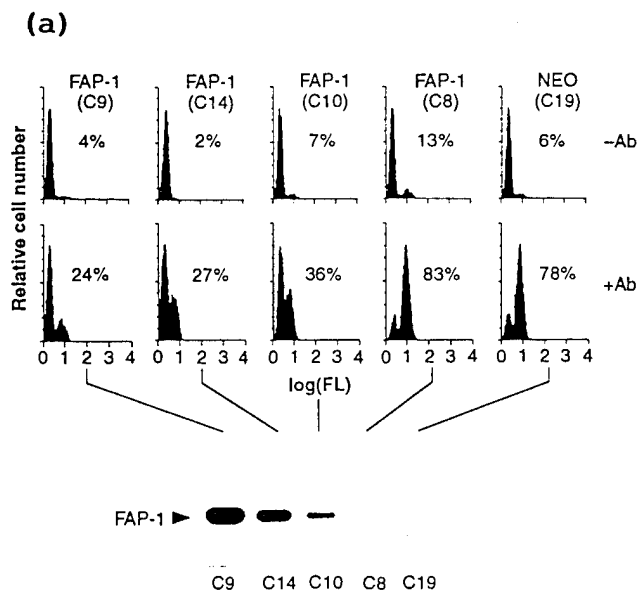 (a)
FAP-1 FAP-1 FAP-1 FAP-1 NEO
(C9) (C14) (C10) (C8) (C19)
4% 2% 7% 13% 6% –Ab
Relative cell number
24% 27% 36% 83% 78% +Ab
0 1 2 3 4 0 1 2 3 4 0 1 2 3 4 0 1 2 3 4 0 1 2 3 4
log(FL)
FAP-1
C9 C14 C10 C8 C19